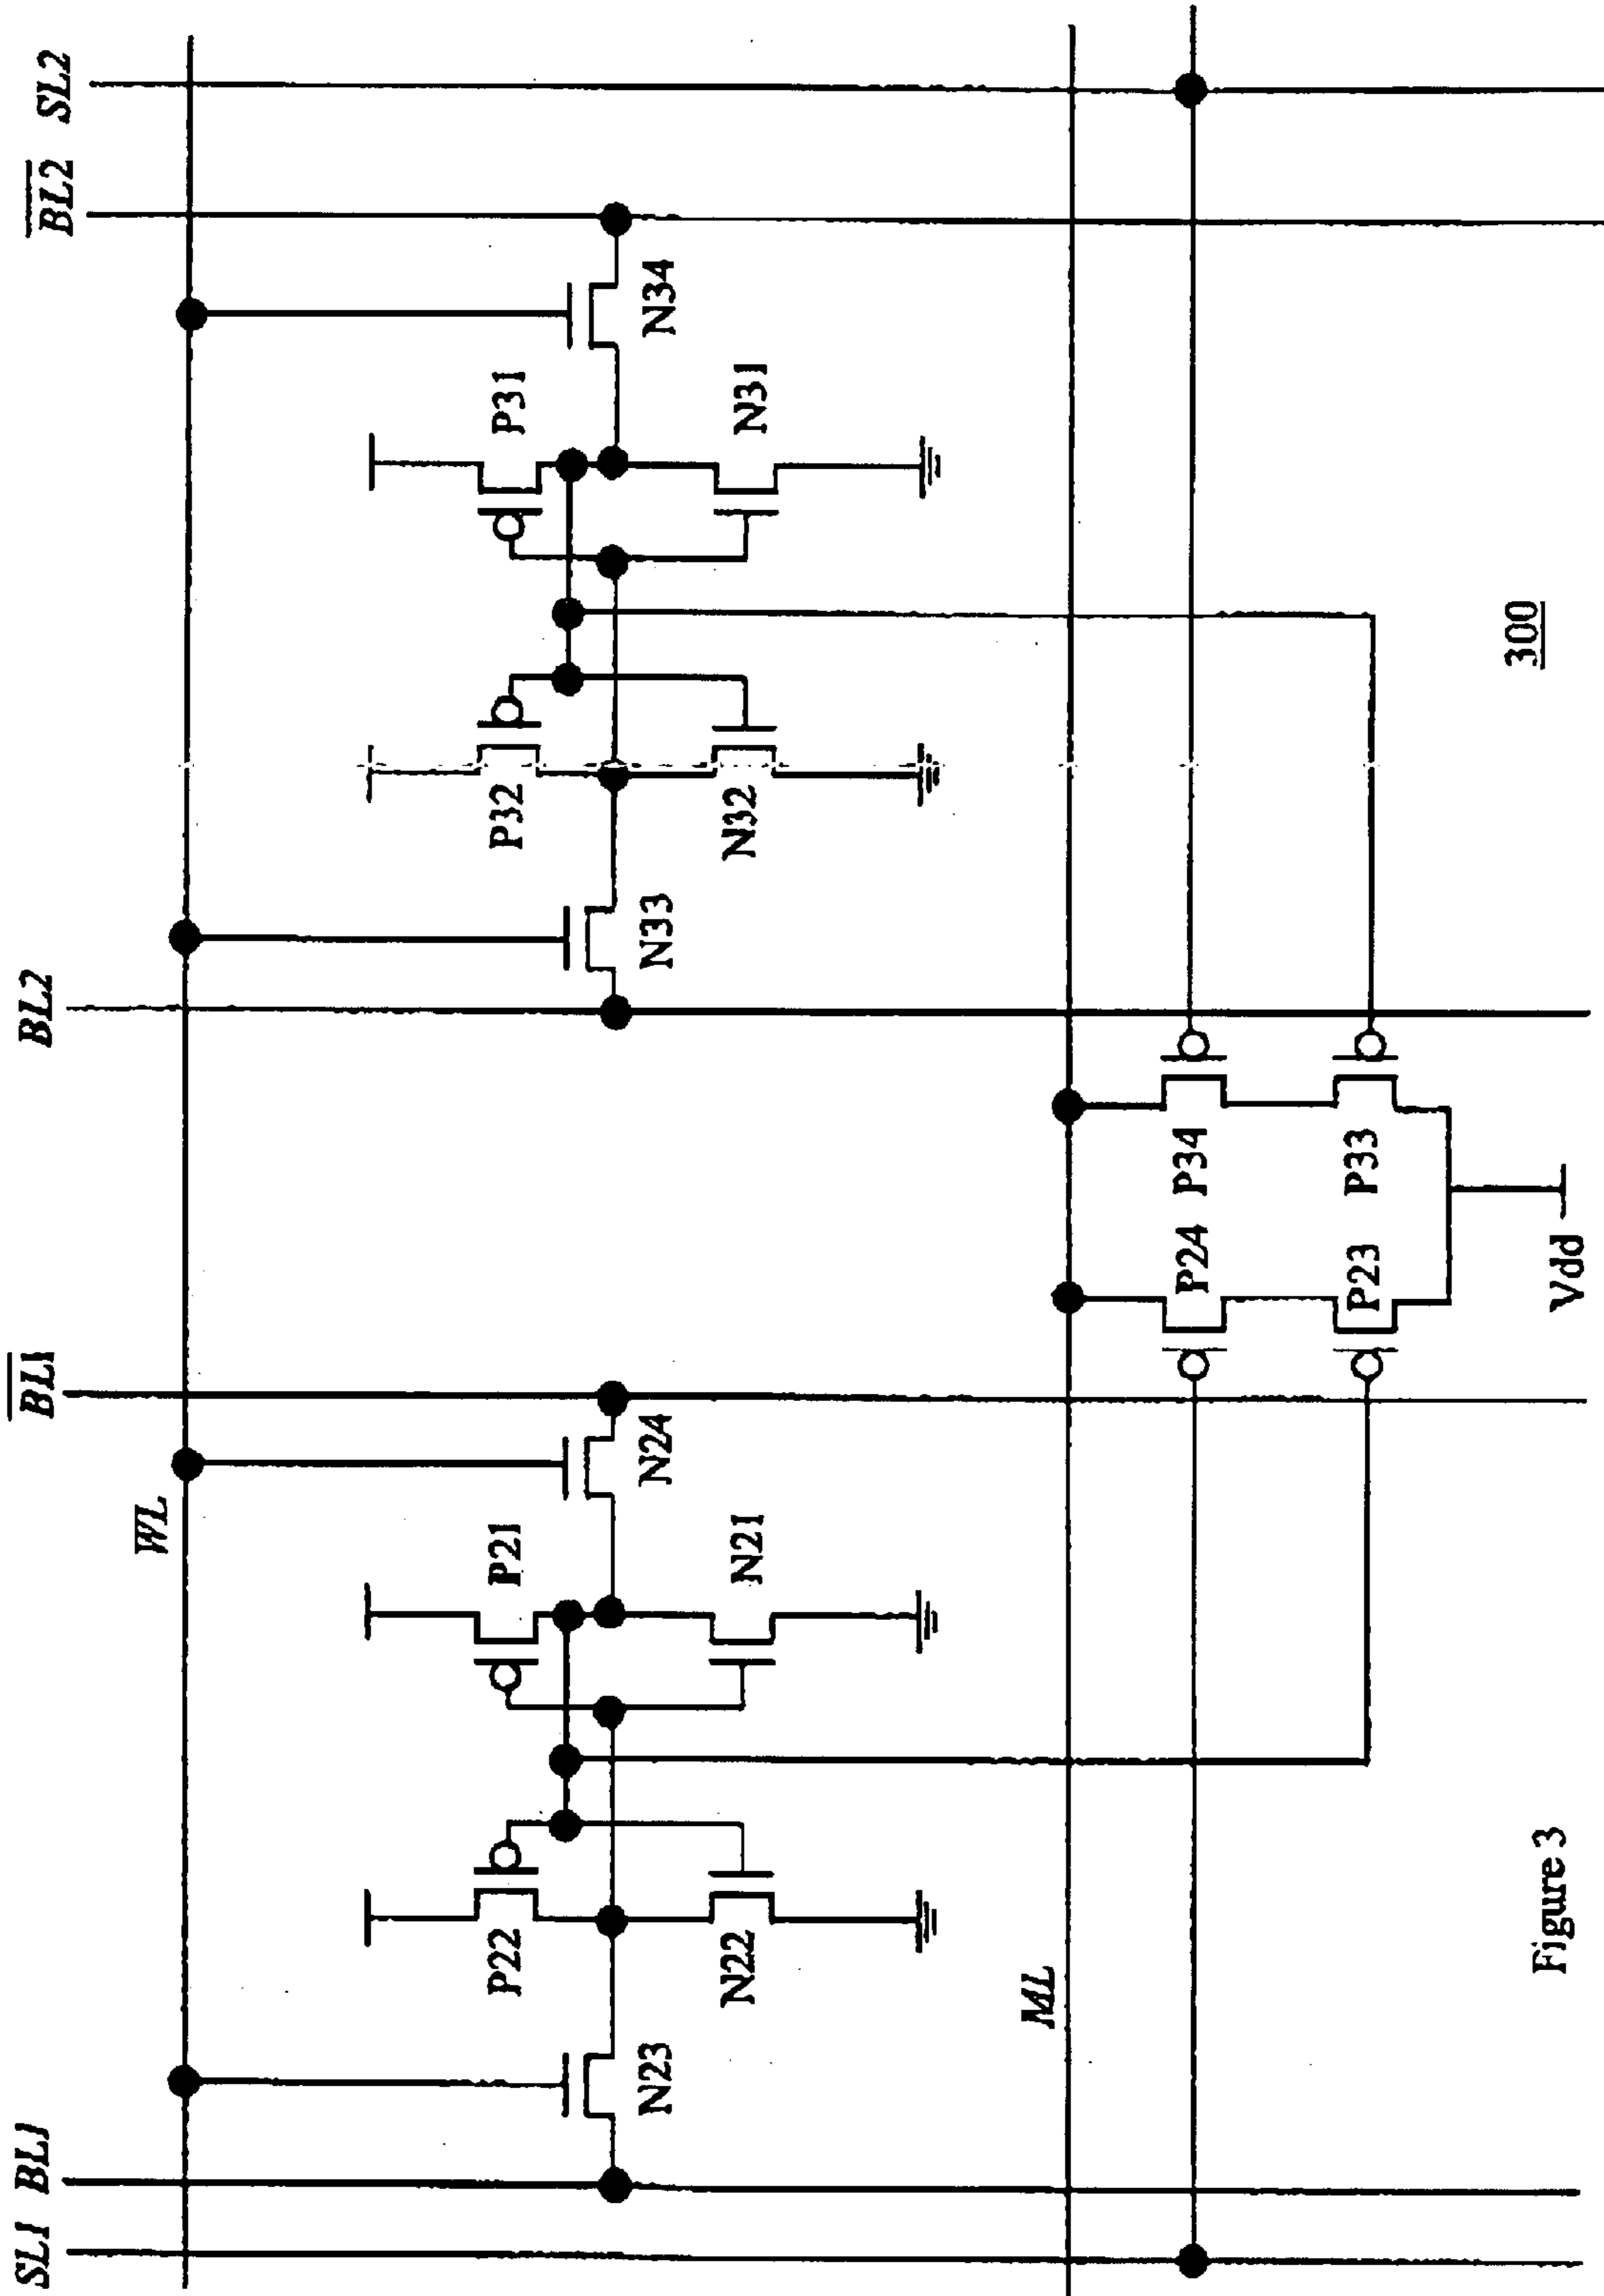 SL1 BL1 BL1 BL2 BL2 SL2
WL
P22 P21 P32 P31
N23 N24 N33 N34
N22 N21 N32 N31
ML
P24 P34
P23 P33
Vdd
Figure 3
300